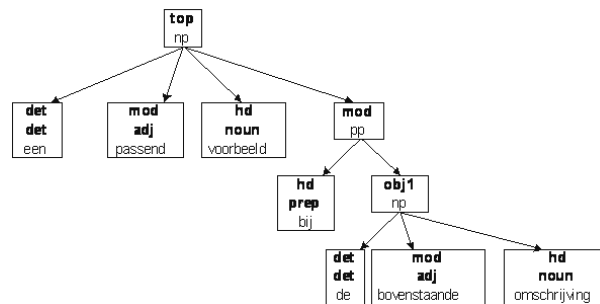 top
np
det
det
een
mod
adj
passend
hd
noun
voorbeeld
mod
pp
hd
prep
bij
obj1
np
det
det
de
mod
adj
bovenstaande
hd
noun
omschrijving